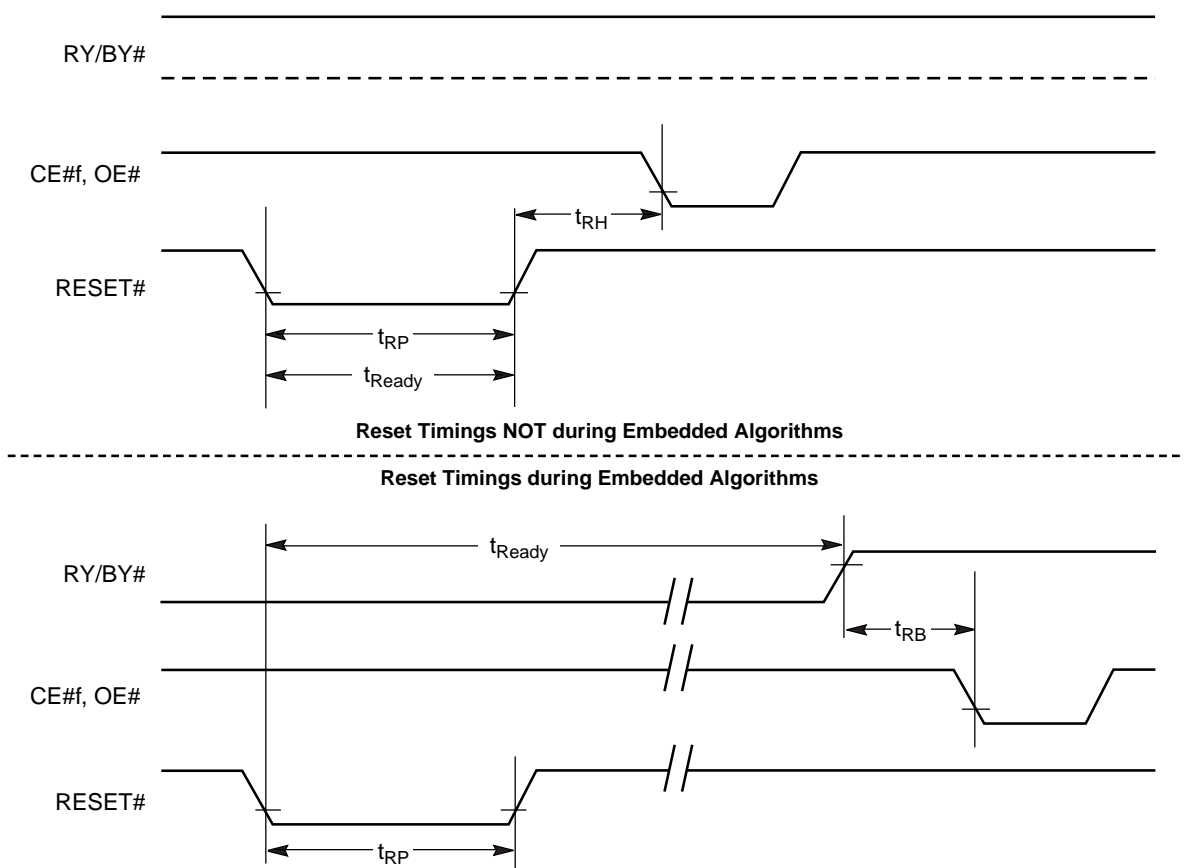 RY/BY#
CE#f, OE#
tRH
RESET#
tRP
tReady
Reset Timings NOT during Embedded Algorithms
Reset Timings during Embedded Algorithms
tReady
RY/BY#
tRB
CE#f, OE#
RESET#
tRP